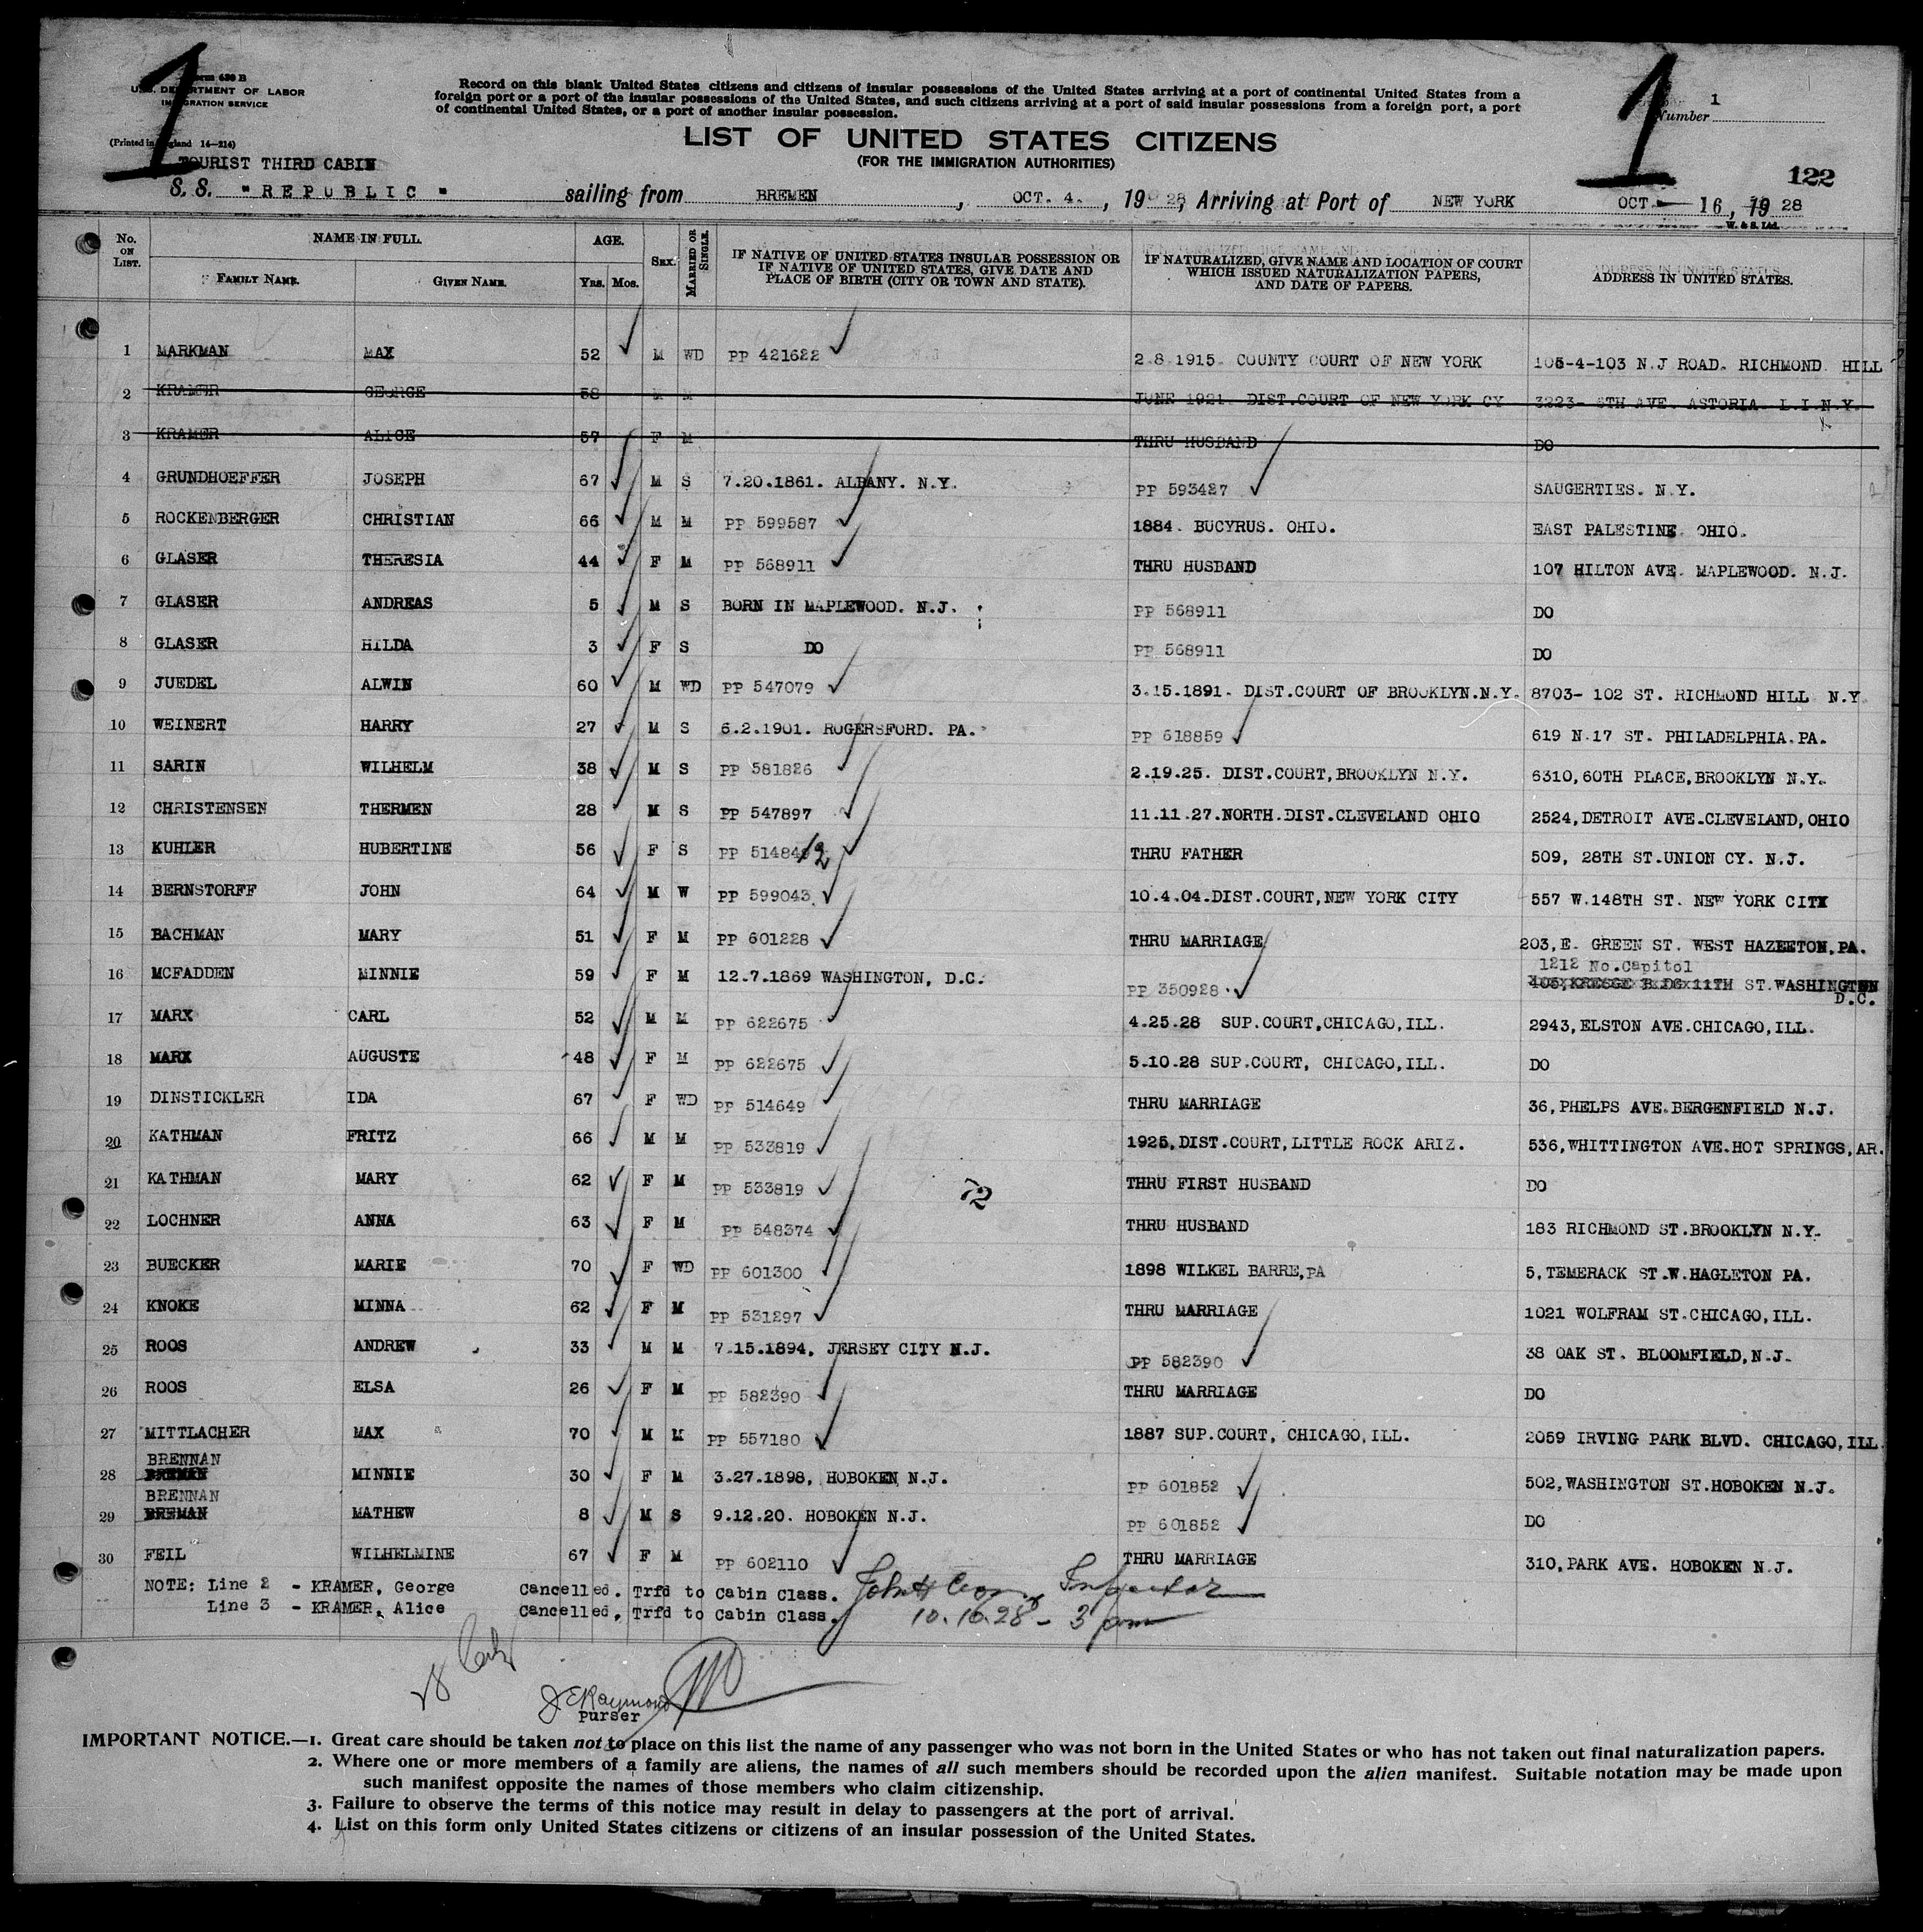 1
1
Form 630 B
U.S. DEPARTMENT OF LABOR
IMMIGRATION SERVICE
(Printed in England 14—214)
Record on this blank United States citizens and citizens of insular possessions of the United States arriving at a port of continental United States from a
foreign port or a port of the insular possessions of the United States, and such citizens arriving at a port of said insular possessions from a foreign port, a port
of continental United States, or a port of another insular possession.
Number 1
LIST OF UNITED STATES CITIZENS
(FOR THE IMMIGRATION AUTHORITIES)
TOURIST THIRD CABIN
122
S. S. "REPUBLIC" sailing from BREMEN, OCT. 4., 1928, Arriving at Port of NEW YORK OCT. 16, 1928
W. & S. Ltd.
No. ON LIST. NAME IN FULL. FAMILY NAME. GIVEN NAME. AGE. Yrs. Mos. SEX. MARRIED OR SINGLE. IF NATIVE OF UNITED STATES INSULAR POSSESSION OR IF NATIVE OF UNITED STATES, GIVE DATE AND PLACE OF BIRTH (CITY OR TOWN AND STATE). IF NATURALIZED, GIVE NAME AND LOCATION OF COURT WHICH ISSUED NATURALIZATION PAPERS, AND DATE OF PAPERS. ADDRESS IN UNITED STATES.
1 MARKMAN MAX 52 M WD PP 421622 2.8.1915. COUNTY COURT OF NEW YORK 105-4-103 N.J ROAD. RICHMOND HILL
2 KRAMER GEORGE 58 M M JUNE 1921. DIST.COURT OF NEW YORK CY 3223- 5TH AVE. ASTORIA. L.I.N.Y.
3 KRAMER ALICE 57 F M THRU HUSBAND DO
4 GRUNDHOEFFER JOSEPH 67 M S 7.20.1861. ALBANY. N.Y. PP 593427 SAUGERTIES. N.Y.
5 ROCKENBERGER CHRISTIAN 66 M M PP 599587 1884. BUCYRUS. OHIO. EAST PALESTINE. OHIO.
6 GLASER THERESIA 44 F M PP 568911 THRU HUSBAND 107 HILTON AVE. MAPLEWOOD. N.J.
7 GLASER ANDREAS 5 M S BORN IN MAPLEWOOD. N.J. PP 568911 DO
8 GLASER HILDA 3 F S DO PP 568911 DO
9 JUEDEL ALWIN 60 M WD PP 547079 3.15.1891. DIST.COURT OF BROOKLYN.N.Y. 8703- 102 ST. RICHMOND HILL N.Y
10 WEINERT HARRY 27 M S 6.2.1901. ROGERSFORD. PA. PP 618859 619 N.17 ST. PHILADELPHIA.PA.
11 SARIN WILHELM 38 M S PP 581826 2.19.25. DIST.COURT,BROOKLYN N.Y. 6310,60TH PLACE,BROOKLYN N.Y.
12 CHRISTENSEN THERMEN 28 M S PP 547897 11.11.27.NORTH.DIST.CLEVELAND OHIO 2524,DETROIT AVE.CLEVELAND,OHIO
13 KUHLER HUBERTINE 56 F S PP 51484 12 THRU FATHER 509, 28TH ST.UNION CY. N.J.
14 BERNSTORFF JOHN 64 M W PP 599043 10.4.04.DIST.COURT,NEW YORK CITY 557 W.148TH ST. NEW YORK CITY
15 BACHMAN MARY 51 F M PP 601228 THRU MARRIAGE 203,E. GREEN ST. WEST HAZELTON,PA.
1212 No.Capitol
16 MCFADDEN MINNIE 59 F M 12.7.1869 WASHINGTON, D.C. PP 350928 405,KRESGE BLDG 11TH ST.WASHINGTON D.C.
17 MARX CARL 52 M M PP 622675 4.25.28 SUP.COURT,CHICAGO,ILL. 2943,ELSTON AVE.CHICAGO,ILL.
18 MARX AUGUSTE 48 F M PP 622675 5.10.28 SUP.COURT, CHICAGO,ILL. DO
19 DINSTICKLER IDA 67 F WD PP 514649 THRU MARRIAGE 36,PHELPS AVE.BERGENFIELD N.J.
20 KATHMAN FRITZ 66 M M PP 533819 1925,DIST.COURT,LITTLE ROCK ARIZ. 536,WHITTINGTON AVE.HOT SPRINGS,AR.
21 KATHMAN MARY 62 F M PP 533819 72 THRU FIRST HUSBAND DO
22 LOCHNER ANNA 63 F M PP 548374 THRU HUSBAND 183 RICHMOND ST.BROOKLYN N.Y.
23 BUECKER MARIE 70 F WD PP 601300 1898 WILKEL BARRE,PA 5,TEMERACK ST.W.HAGLETON PA.
24 KNOKE MINNA 62 F M PP 531297 THRU MARRIAGE 1021 WOLFRAM ST.CHICAGO,ILL.
25 ROOS ANDREW 33 M M 7.15.1894, JERSEY CITY N.J. PP 582390 38 OAK ST. BLOOMFIELD,N.J.
26 ROOS ELSA 26 F M PP 582390 THRU MARRIAGE DO
27 MITTLACHER MAX 70 M M PP 557180 1887 SUP.COURT, CHICAGO,ILL. 2059 IRVING PARK BLVD. CHICAGO,ILL
BRENNAN
28 BREMAN MINNIE 30 F M 3.27.1898, HOBOKEN N.J. PP 601852 502,WASHINGTON ST.HOBOKEN N.J.
BRENNAN
29 BREMAN MATHEW 8 M S 9.12.20. HOBOKEN N.J. PP 601852 DO
30 FEIL WILHELMINE 67 F M PP 602110 THRU MARRIAGE 310,PARK AVE. HOBOKEN N.J.
NOTE: Line 2 - KRAMER, George Cancelled. Trfd to Cabin Class. John H Inspector
Line 3 - KRAMER, Alice Cancelled, Trfd to Cabin Class. 10.16.28 - 3 pm
J E Raymond
Purser
IMPORTANT NOTICE.—1. Great care should be taken not to place on this list the name of any passenger who was not born in the United States or who has not taken out final naturalization papers.
2. Where one or more members of a family are aliens, the names of all such members should be recorded upon the alien manifest. Suitable notation may be made upon
such manifest opposite the names of those members who claim citizenship.
3. Failure to observe the terms of this notice may result in delay to passengers at the port of arrival.
4. List on this form only United States citizens or citizens of an insular possession of the United States.